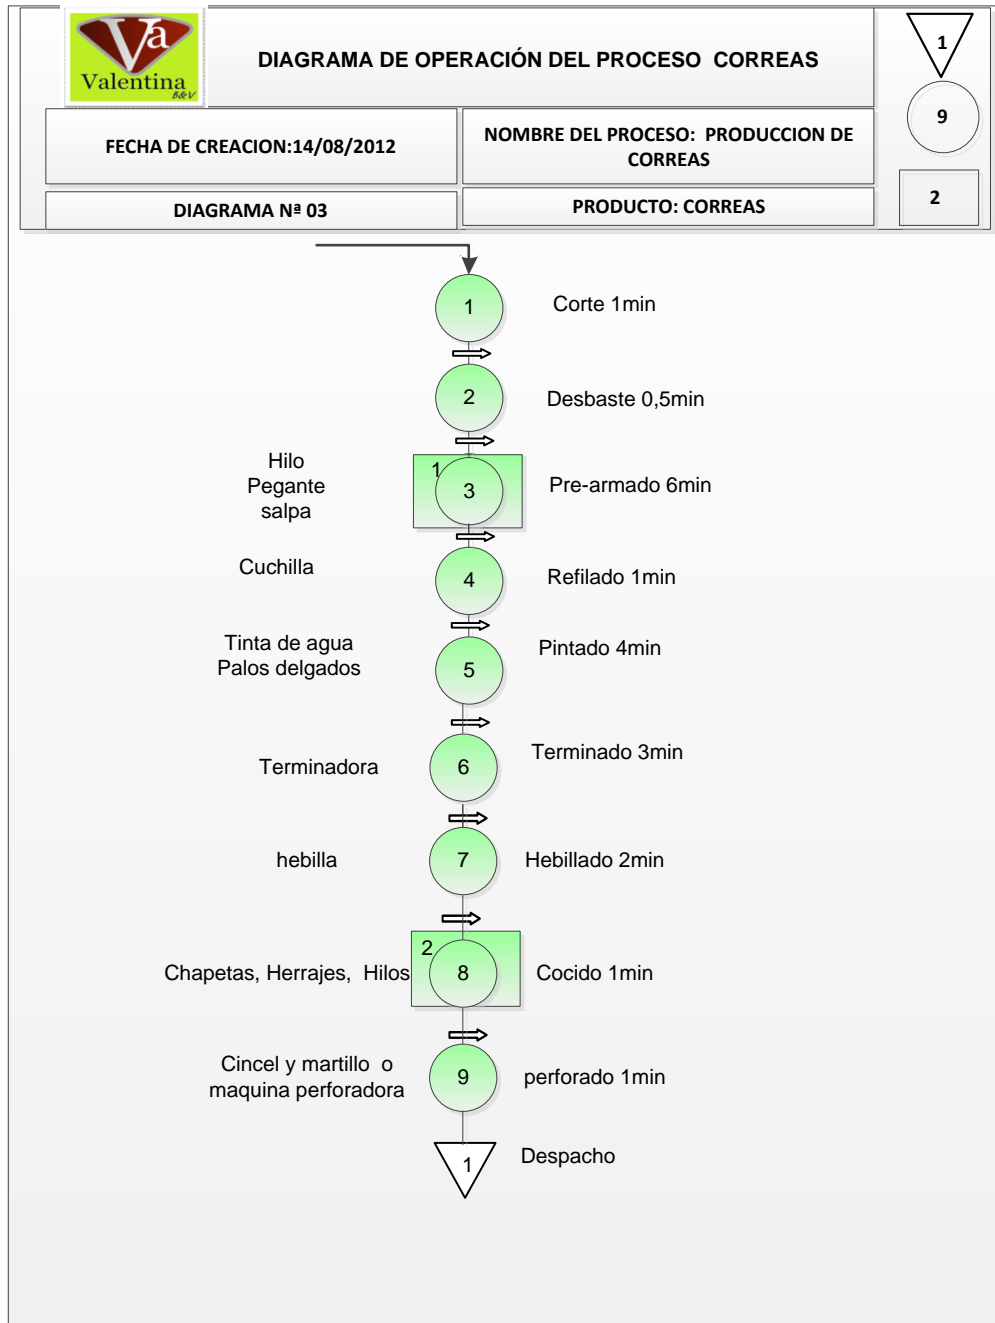 Va
Valentina
B&V
DIAGRAMA DE OPERACIÓN DEL PROCESO CORREAS
1
9
2
FECHA DE CREACION:14/08/2012
NOMBRE DEL PROCESO: PRODUCCION DE
CORREAS
DIAGRAMA Nª 03
PRODUCTO: CORREAS
1
Corte 1min
2
Desbaste 0,5min
Hilo
Pegante
salpa
1
3
Pre-armado 6min
Cuchilla
4
Refilado 1min
Tinta de agua
Palos delgados
5
Pintado 4min
Terminadora
6
Terminado 3min
hebilla
7
Hebillado 2min
Chapetas, Herrajes, Hilos
2
8
Cocido 1min
Cincel y martillo o
maquina perforadora
9
perforado 1min
1
Despacho